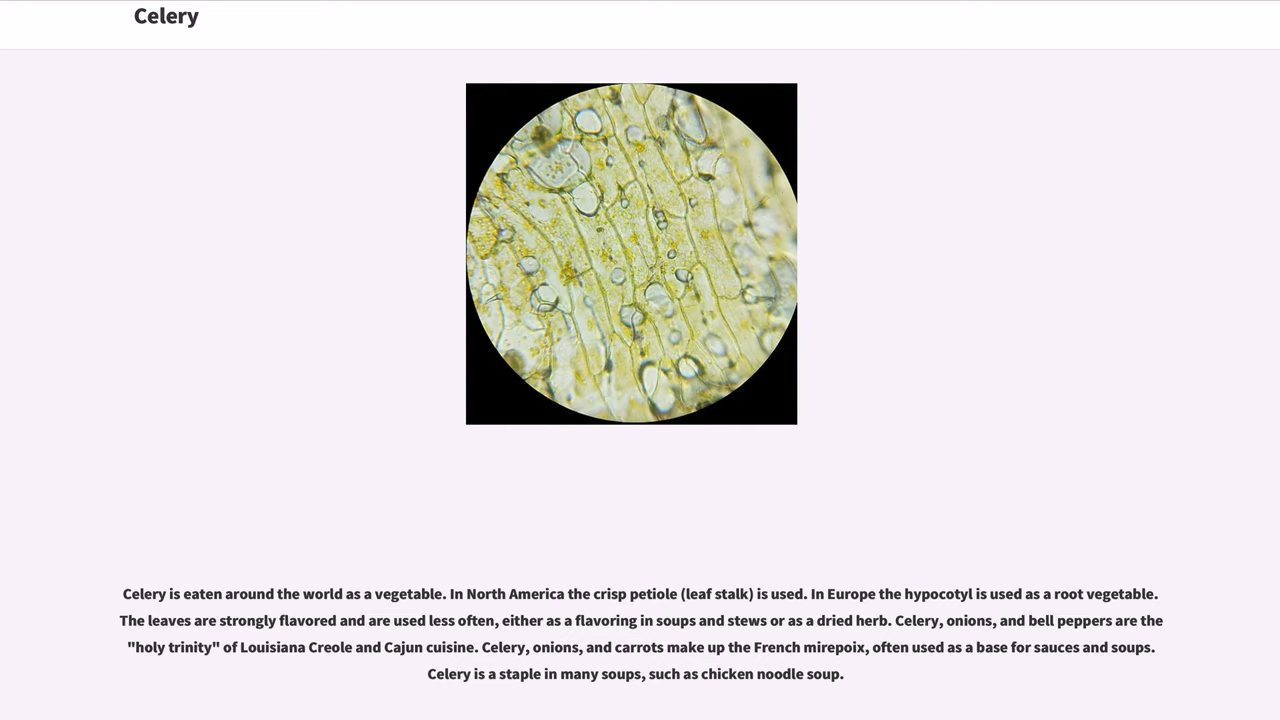 Celery
Celery is eaten around the world as a vegetable. In North America the crisp petiole (leaf stalk) is used. In Europe the hypocotyl is used as a root vegetable.
The leaves are strongly flavored and are used less often, either as a flavoring in soups and stews or as a dried herb. Celery, onions, and bell peppers are the
"holy trinity" of Louisiana Creole and Cajun cuisine. Celery, onions, and carrots make up the French mirepoix, often used as a base for sauces and soups.
Celery is a staple in many soups, such as chicken noodle soup.